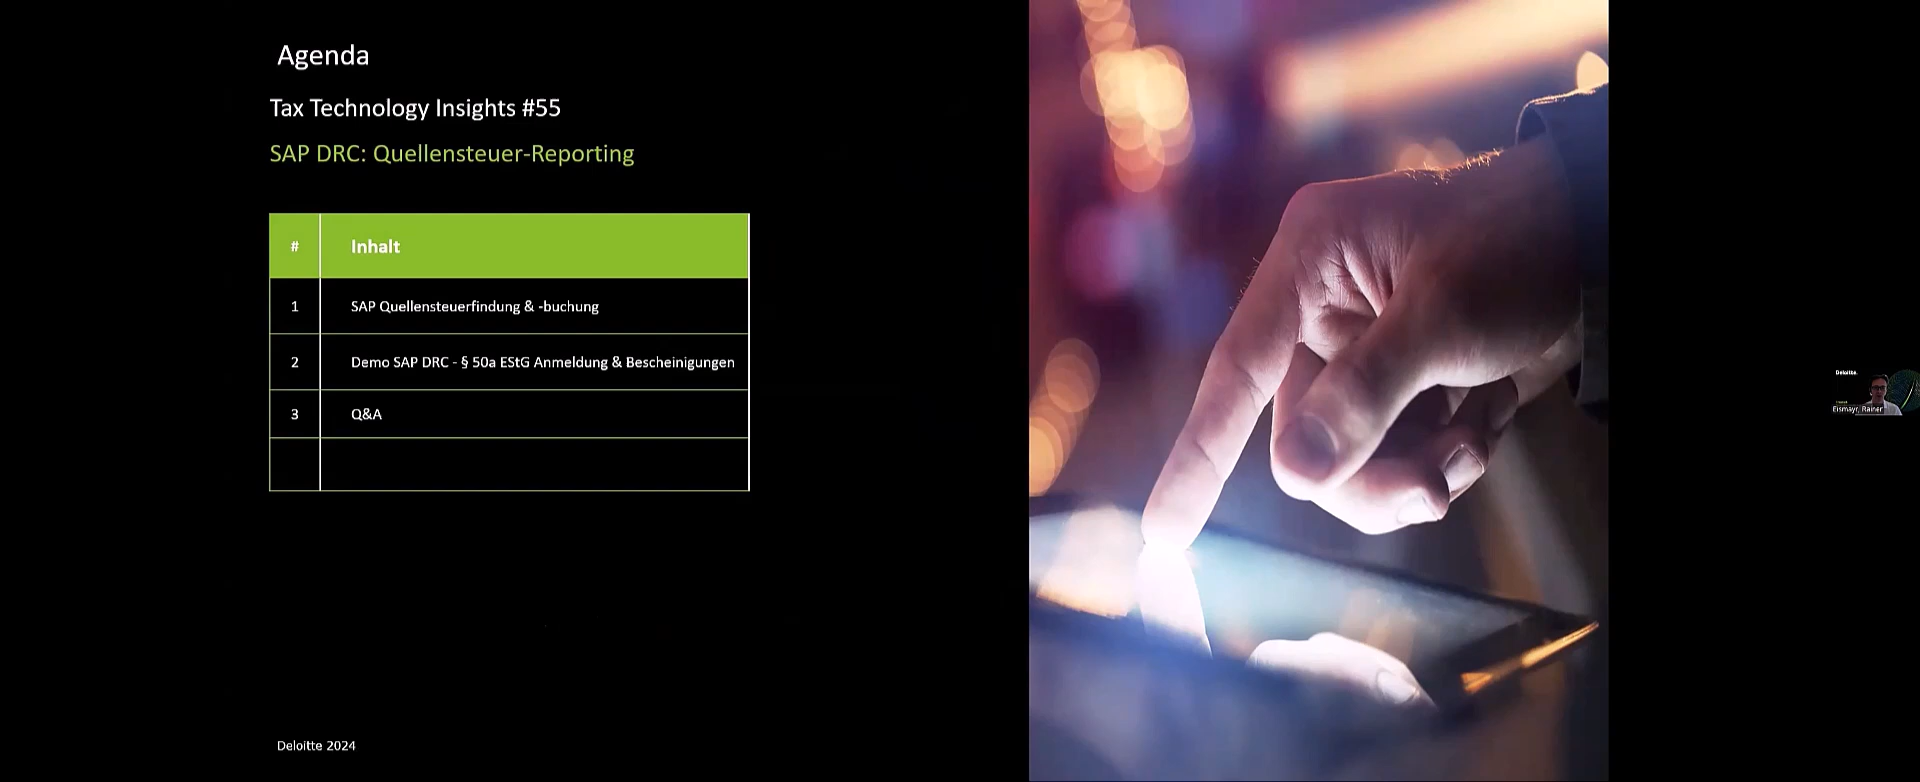 Agenda
Tax Technology Insights #55
SAP DRC: Quellensteuer-Reporting
# Inhalt
1 SAP Quellensteuerfindung & -buchung
2 Demo SAP DRC - § 50a EStG Anmeldung & Bescheinigungen
3 Q&A
Deloitte 2024
Deloitte.
Eismayr, Rainer